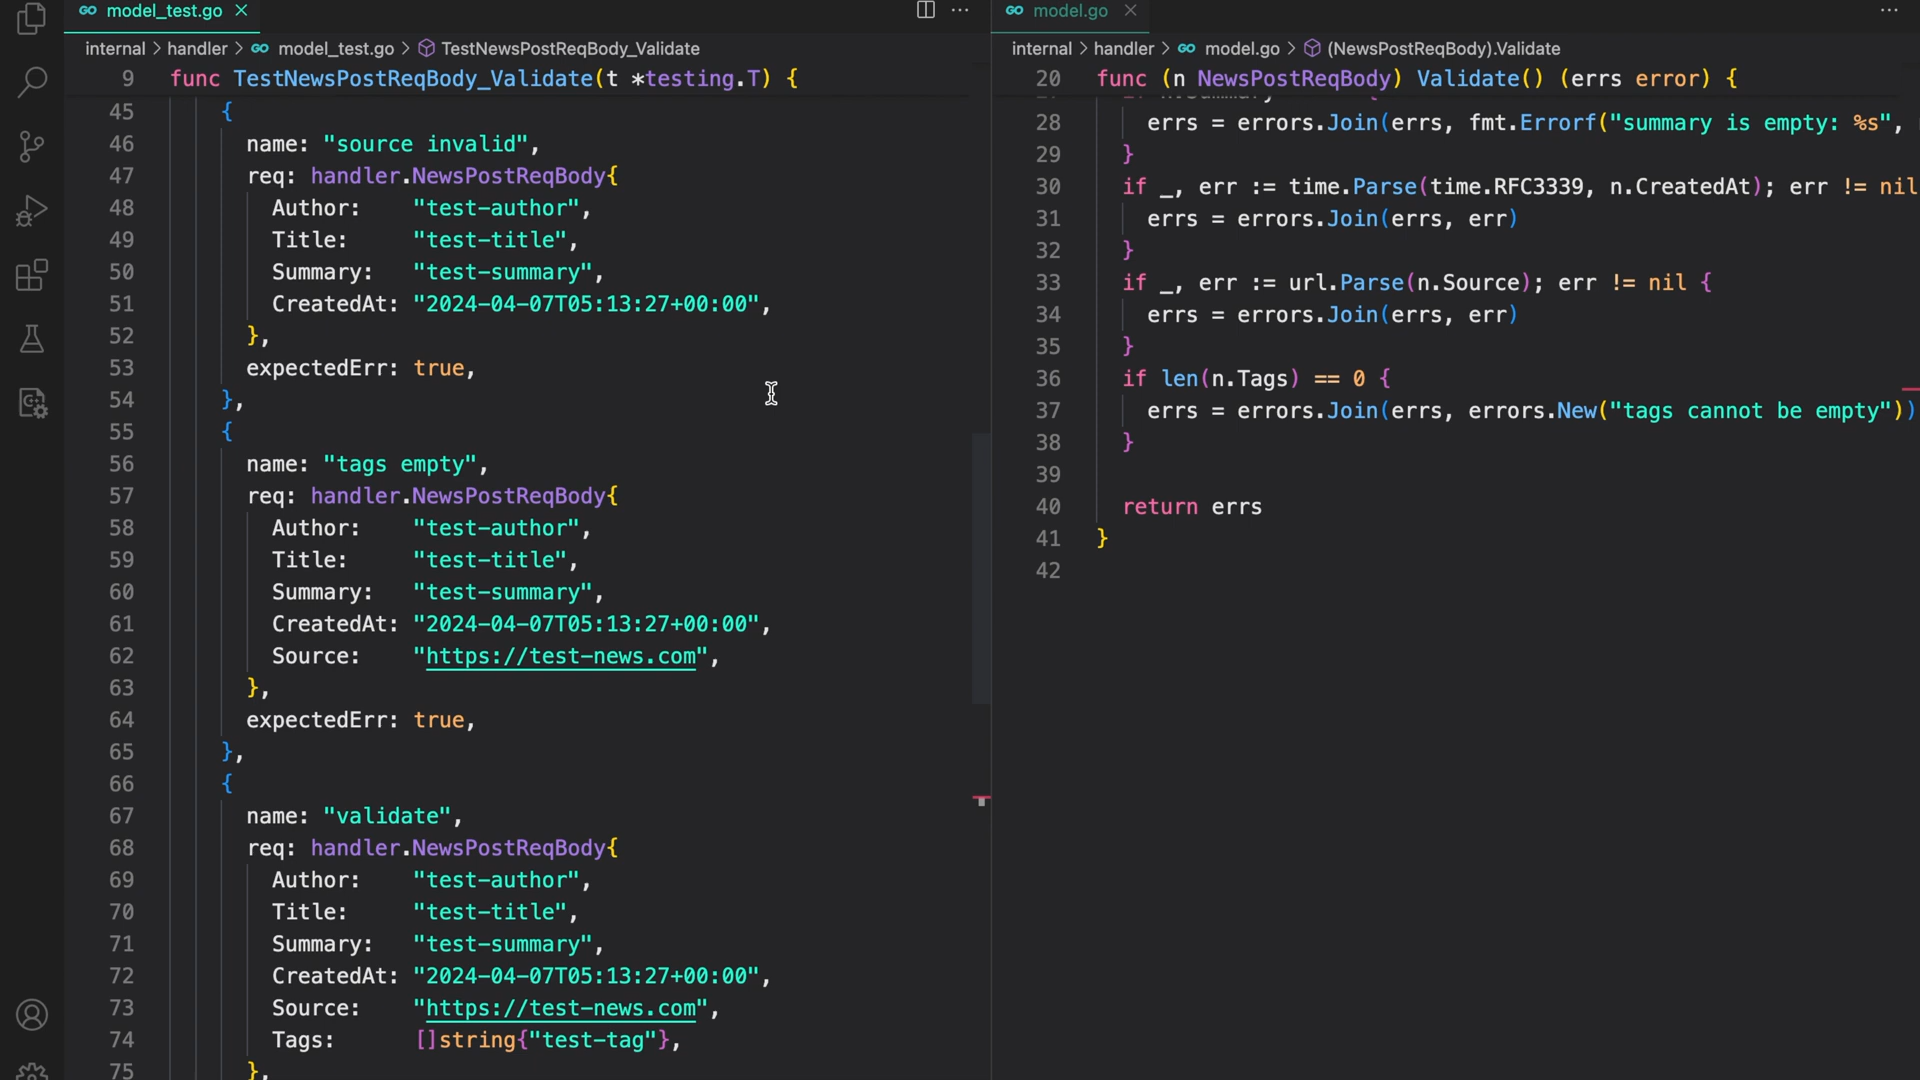 model_test.go
internal > handler > model_test.go > TestNewsPostReqBody_Validate
9 func TestNewsPostReqBody_Validate(t *testing.T) {
45 {
46 name: "source invalid",
47 req: handler.NewsPostReqBody{
48 Author: "test-author",
49 Title: "test-title",
50 Summary: "test-summary",
51 CreatedAt: "2024-04-07T05:13:27+00:00",
52 },
53 expectedErr: true,
54 },
55 {
56 name: "tags empty",
57 req: handler.NewsPostReqBody{
58 Author: "test-author",
59 Title: "test-title",
60 Summary: "test-summary",
61 CreatedAt: "2024-04-07T05:13:27+00:00",
62 Source: "https://test-news.com",
63 },
64 expectedErr: true,
65 },
66 {
67 name: "validate",
68 req: handler.NewsPostReqBody{
69 Author: "test-author",
70 Title: "test-title",
71 Summary: "test-summary",
72 CreatedAt: "2024-04-07T05:13:27+00:00",
73 Source: "https://test-news.com",
74 Tags: []string{"test-tag"},
75 },
model.go
internal > handler > model.go > (NewsPostReqBody).Validate
20 func (n NewsPostReqBody) Validate() (errs error) {
28 errs = errors.Join(errs, fmt.Errorf("summary is empty: %s",
29 }
30 if _, err := time.Parse(time.RFC3339, n.CreatedAt); err != nil
31 errs = errors.Join(errs, err)
32 }
33 if _, err := url.Parse(n.Source); err != nil {
34 errs = errors.Join(errs, err)
35 }
36 if len(n.Tags) == 0 {
37 errs = errors.Join(errs, errors.New("tags cannot be empty"))
38 }
39
40 return errs
41 }
42